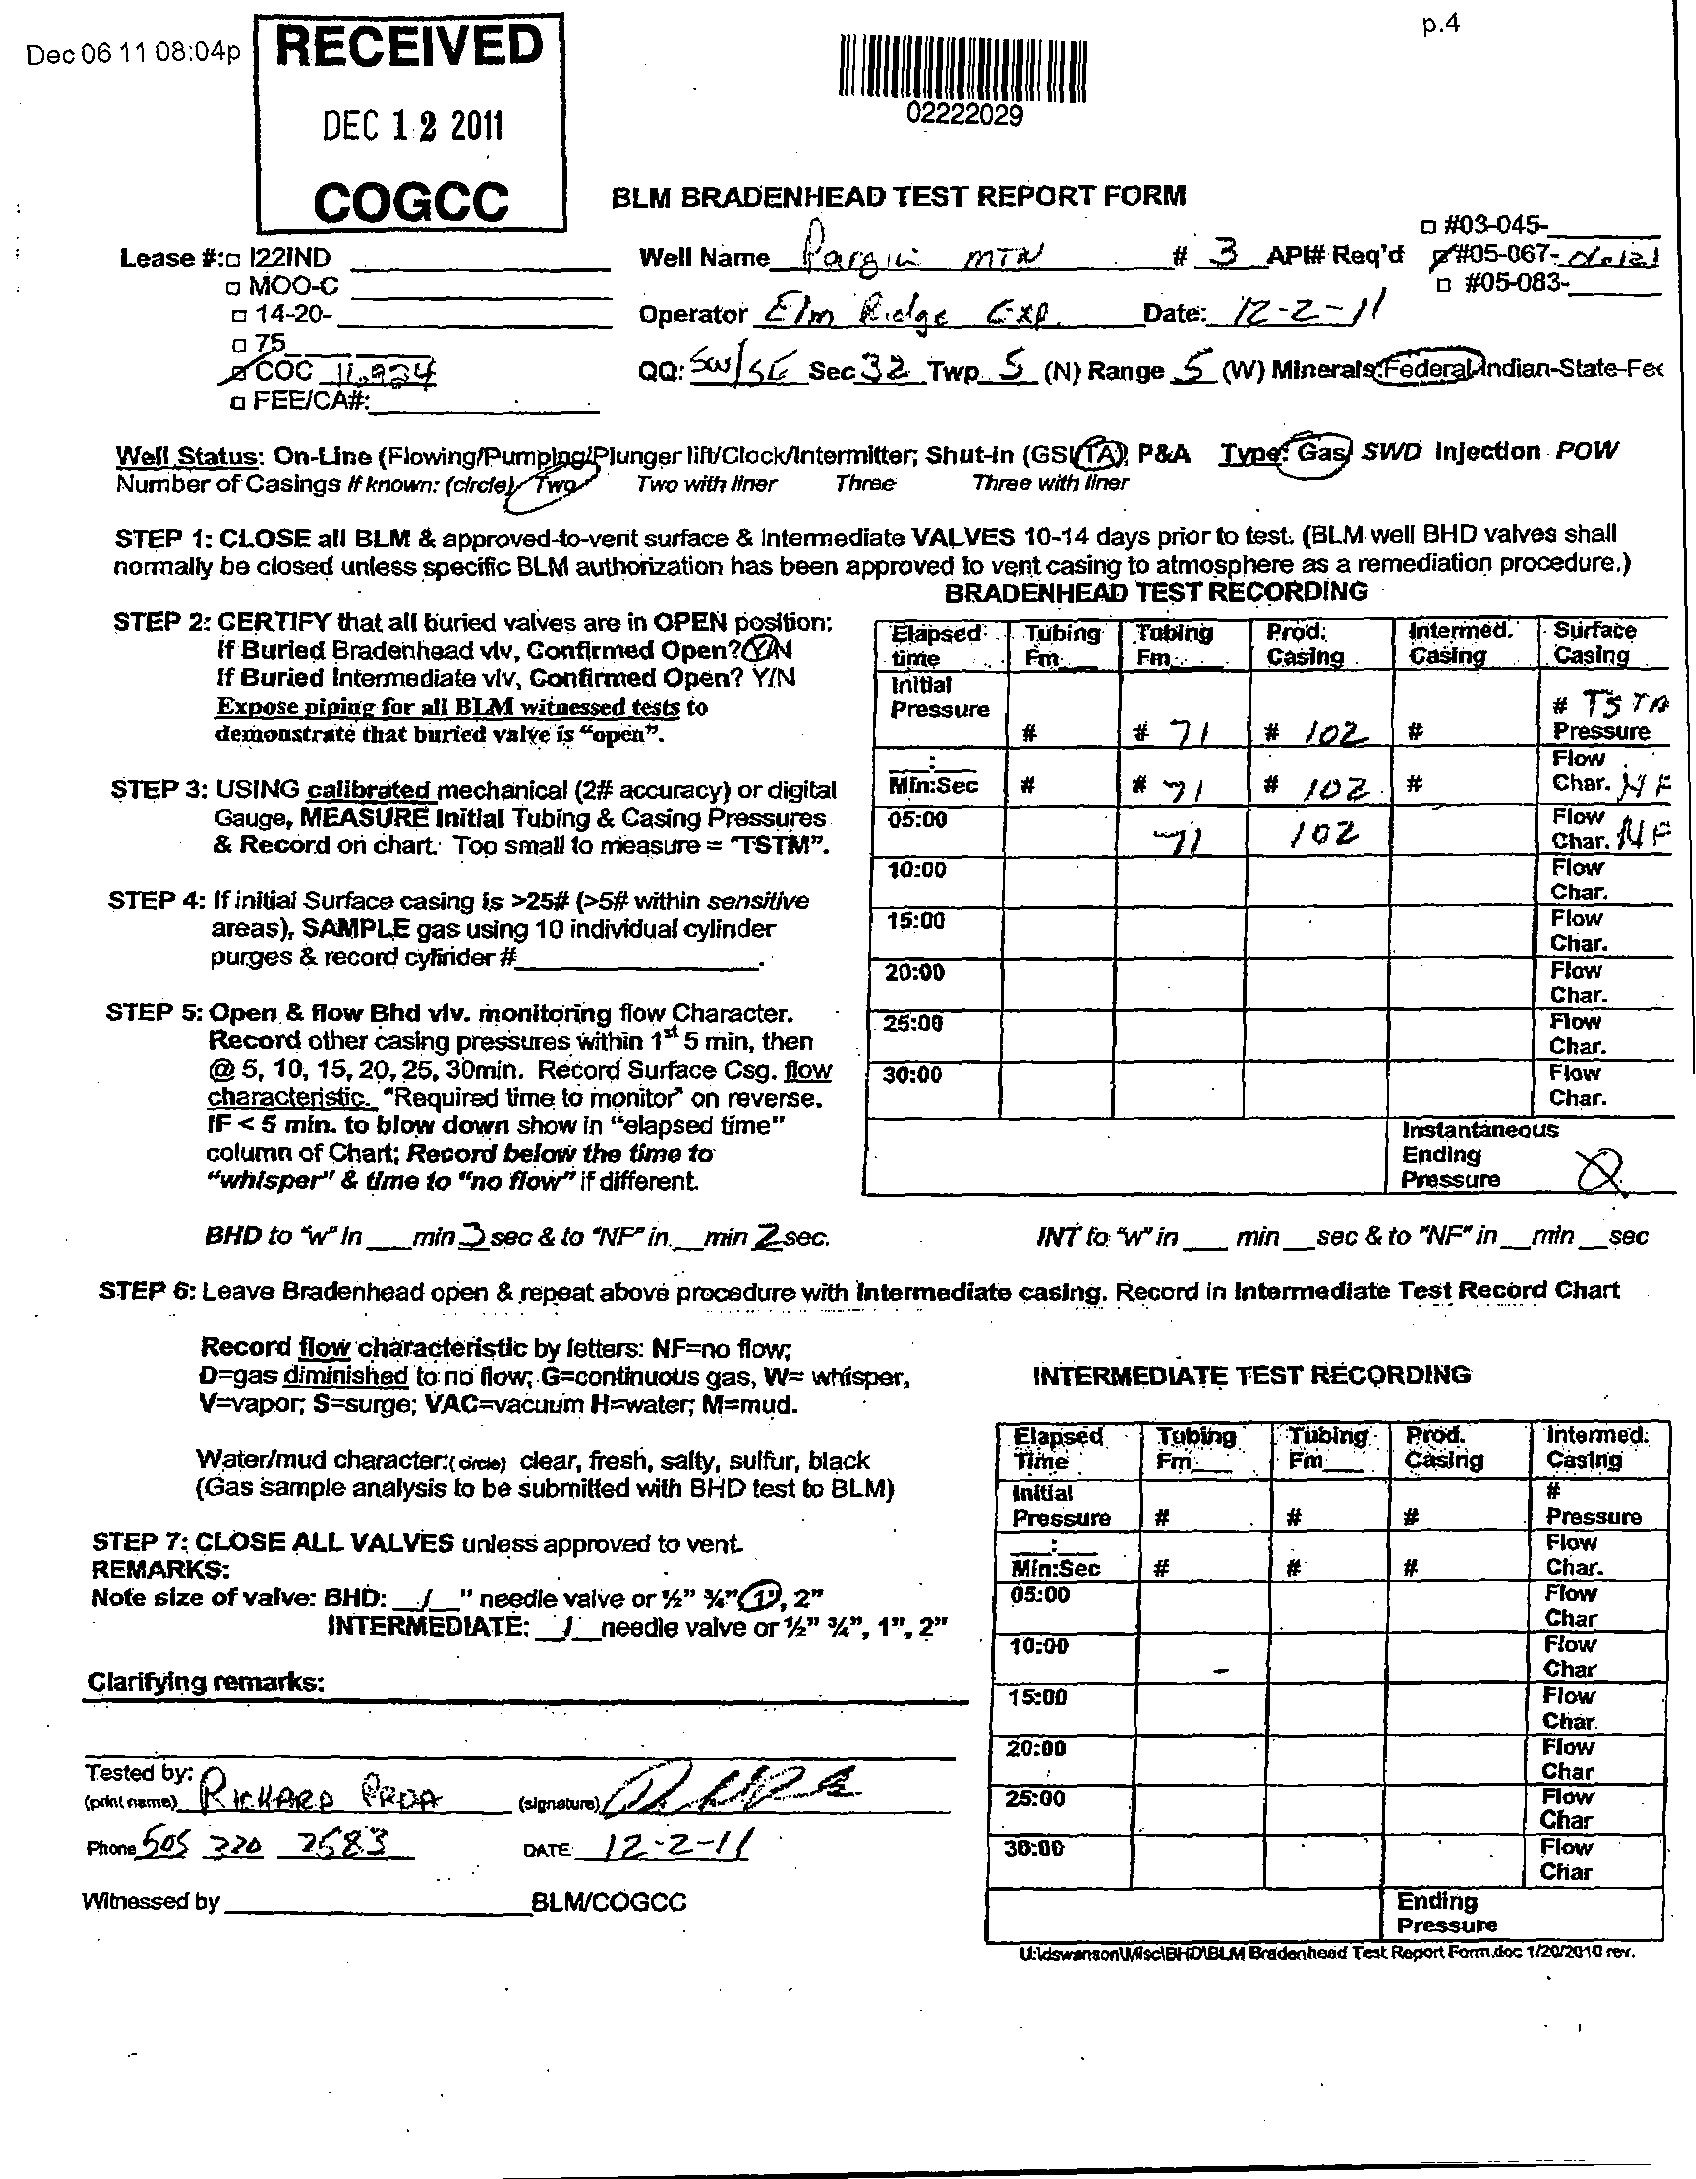 p.4
Dec 06 11 08:04p
RECEIVED
DEC 12 2011
COGCC
02222029
BLM BRADENHEAD TEST REPORT FORM
Lease #:□ I22IND
□ MOO-C
□ 14-20-
□ 75
COC
□ FEE/CA#:
Well Name Pargin MTN # 3 API# Req'd
□ #03-045-
#05-067-
□ #05-083-
Operator Elm Ridge Exp. Date: 12-2-11
QQ: SW/SE Sec 32 Twp 5 (N) Range 5 (W) Minerals: Federal-Indian-State-Fee
Well Status: On-Line (Flowing/Pumping/Plunger lift/Clock/Intermitter; Shut-in (GSI/TA); P&A Type: Gas, SWD Injection POW
Number of Casings if known: (circle) Two Two with liner Three Three with liner
STEP 1: CLOSE all BLM & approved-to-vent surface & Intermediate VALVES 10-14 days prior to test. (BLM well BHD valves shall
normally be closed unless specific BLM authorization has been approved to vent casing to atmosphere as a remediation procedure.)
STEP 2: CERTIFY that all buried valves are in OPEN position:
If Buried Bradenhead vlv, Confirmed Open? Y/N
If Buried Intermediate vlv, Confirmed Open? Y/N
Expose piping for all BLM witnessed tests to
demonstrate that buried valve is "open".
STEP 3: USING calibrated mechanical (2# accuracy) or digital
Gauge, MEASURE Initial Tubing & Casing Pressures
& Record on chart. Too small to measure = "TSTM".
STEP 4: If initial Surface casing is >25# (>5# within sensitive
areas), SAMPLE gas using 10 individual cylinder
purges & record cylinder #
STEP 5: Open & flow Bhd vlv. monitoring flow Character.
Record other casing pressures within 1st 5 min, then
@ 5, 10, 15, 20, 25, 30min. Record Surface Csg. flow
characteristic. "Required time to monitor" on reverse.
IF < 5 min. to blow down show in "elapsed time"
column of Chart; Record below the time to
"whisper" & time to "no flow" if different.
BRADENHEAD TEST RECORDING
Elapsed time Tubing Fm Tubing Fm Prod. Casing Intermed. Casing Surface Casing
Initial Pressure # # 71 # 102 # # Pressure
__:__ Min:Sec # # 71 # 102 # Flow Char. NF
05:00 71 102 Flow Char. NF
10:00 Flow Char.
15:00 Flow Char.
20:00 Flow Char.
25:00 Flow Char.
30:00 Flow Char.
Instantaneous Ending Pressure
BHD to "w" in __min 3 sec & to "NF" in __min 2 sec. INT to "w" in __ min __sec & to "NF" in __min __sec
STEP 6: Leave Bradenhead open & repeat above procedure with Intermediate casing. Record in Intermediate Test Record Chart
Record flow characteristic by letters: NF=no flow;
D=gas diminished to no flow; G=continuous gas, W= whisper,
V=vapor; S=surge; VAC=vacuum H=water; M=mud.
Water/mud character:(circle) clear, fresh, salty, sulfur, black
(Gas sample analysis to be submitted with BHD test to BLM)
STEP 7: CLOSE ALL VALVES unless approved to vent.
REMARKS:
Note size of valve: BHD: __/__" needle valve or ½" ¾" 1", 2"
INTERMEDIATE: __/__needle valve or ½" ¾", 1", 2"
Clarifying remarks:
INTERMEDIATE TEST RECORDING
Elapsed Time Tubing Fm Tubing Fm Prod. Casing Intermed. Casing
Initial Pressure # # # # Pressure
__:__ Min:Sec # # # Flow Char.
05:00 Flow Char
10:00 Flow Char
15:00 Flow Char.
20:00 Flow Char
25:00 Flow Char
30:00 Flow Char
Ending Pressure
Tested by:
(print name) RICHARD (signature)
Phone 505 320 2583 DATE 12-2-11
Witnessed by BLM/COGCC
U:\dswanson\Misc\BHD\BLM Bradenhead Test Report Form.doc 1/20/2010 rev.